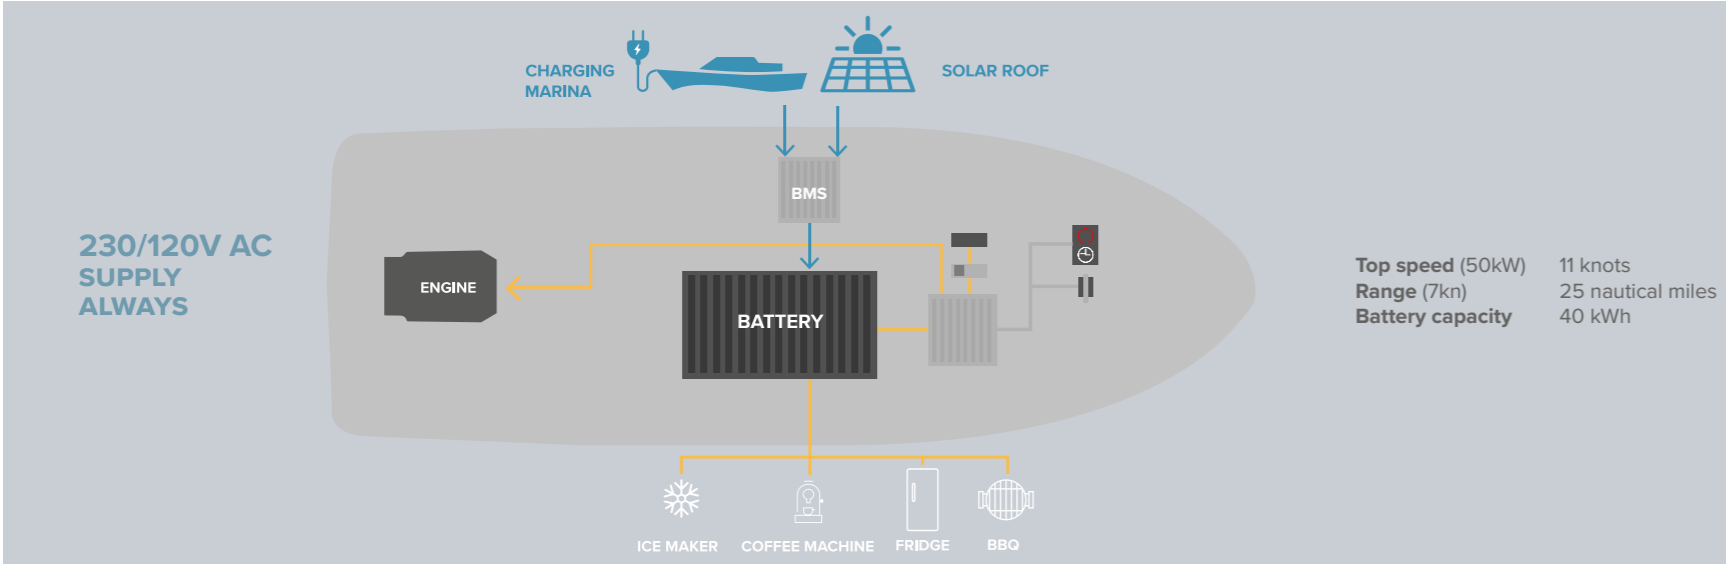 CHARGING
MARINA
SOLAR ROOF
BMS
230/120V AC
SUPPLY
ALWAYS
ENGINE
BATTERY
Top speed (50kW) 11 knots
Range (7kn) 25 nautical miles
Battery capacity 40 kWh
ICE MAKER COFFEE MACHINE FRIDGE BBQ